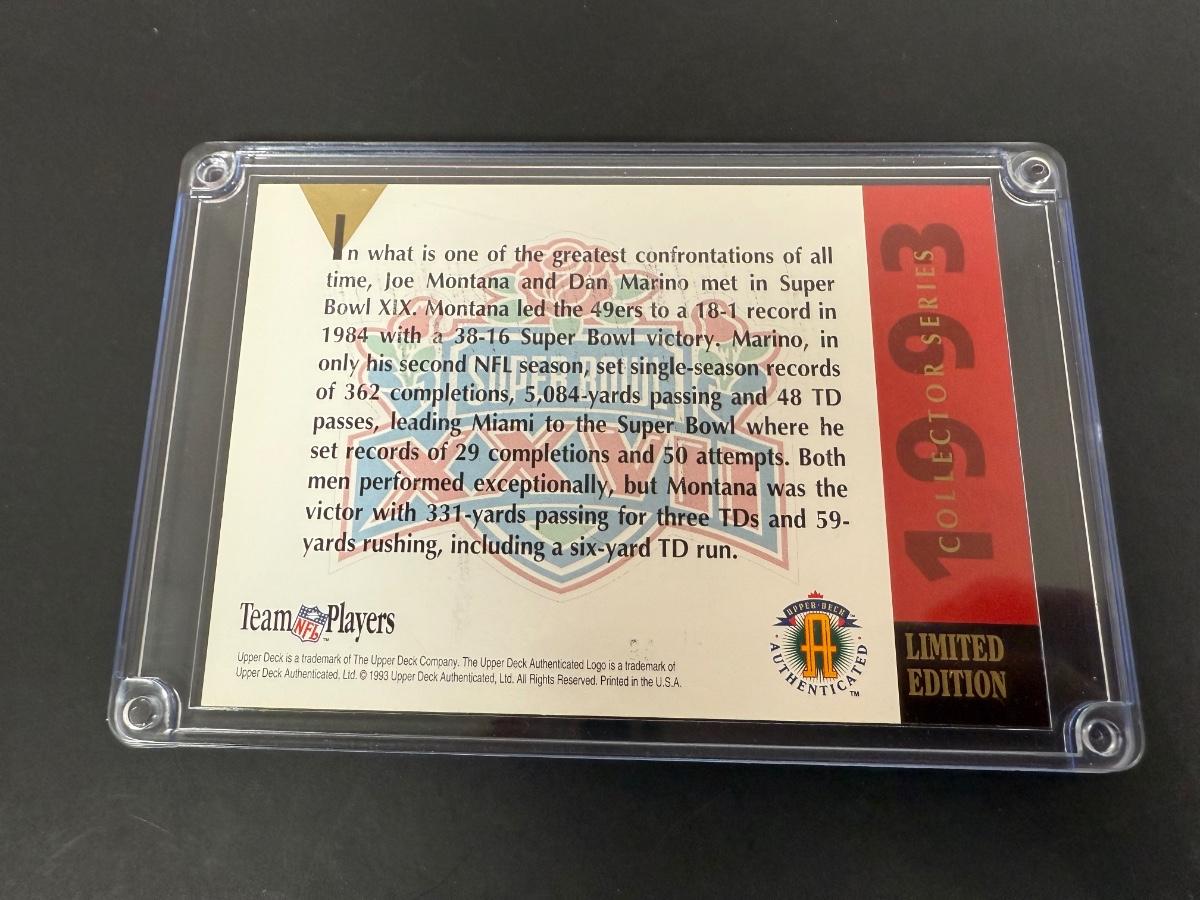 In what is one of the greatest confrontations of all
time, Joe Montana and Dan Marino met in Super
Bowl XIX. Montana led the 49ers to a 18-1 record in
1984 with a 38-16 Super Bowl victory. Marino, in
only his second NFL season, set single-season records
of 362 completions, 5,084-yards passing and 48 TD
passes, leading Miami to the Super Bowl where he
set records of 29 completions and 50 attempts. Both
men performed exceptionally, but Montana was the
victor with 331-yards passing for three TDs and 59-
yards rushing, including a six-yard TD run.
SUPER BOWL
XXVII
Team NFL™ Players
Upper Deck is a trademark of The Upper Deck Company. The Upper Deck Authenticated Logo is a trademark of
Upper Deck Authenticated, Ltd. © 1993 Upper Deck Authenticated, Ltd. All Rights Reserved. Printed in the U.S.A.
UPPER DECK
A
AUTHENTICATED™
1993
COLLECTOR SERIES
LIMITED
EDITION